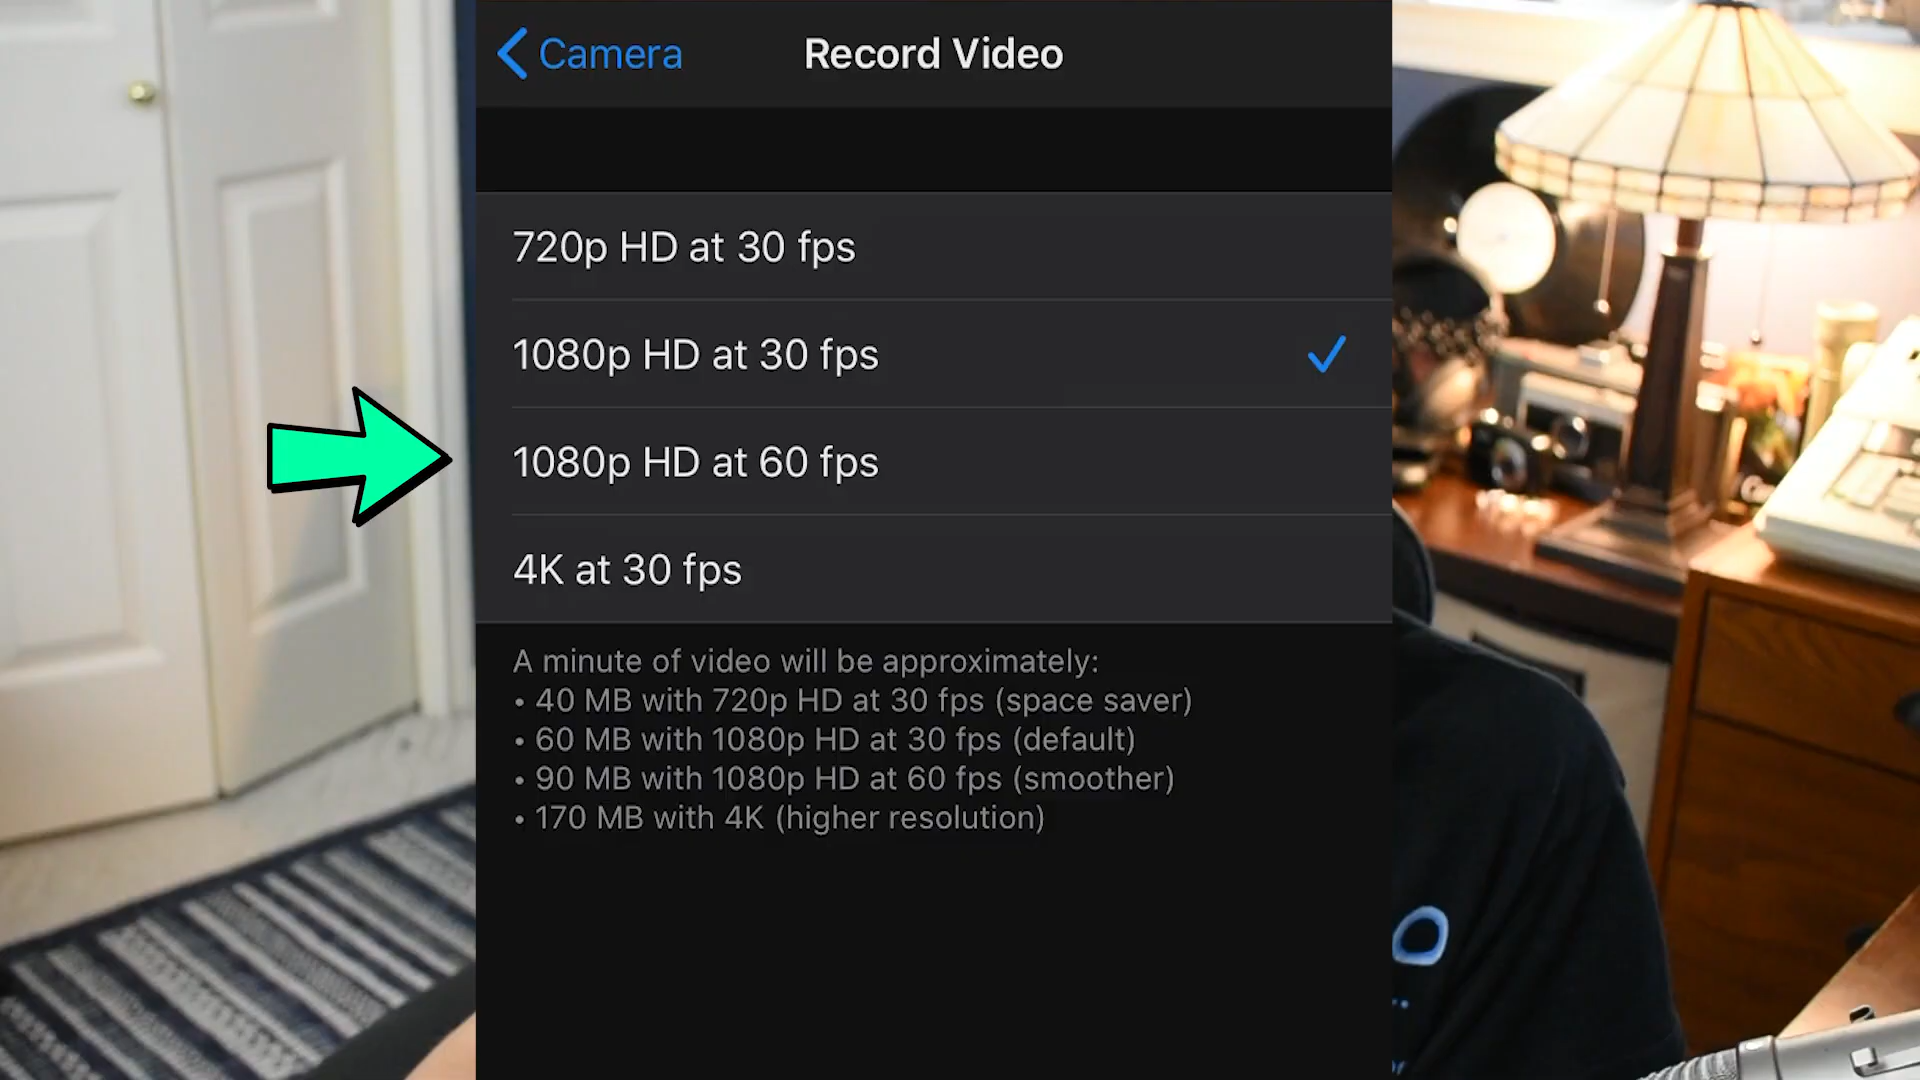 Camera
Record Video
720p HD at 30 fps
1080p HD at 30 fps
1080p HD at 60 fps
4K at 30 fps
A minute of video will be approximately:
• 40 MB with 720p HD at 30 fps (space saver)
• 60 MB with 1080p HD at 30 fps (default)
• 90 MB with 1080p HD at 60 fps (smoother)
• 170 MB with 4K (higher resolution)